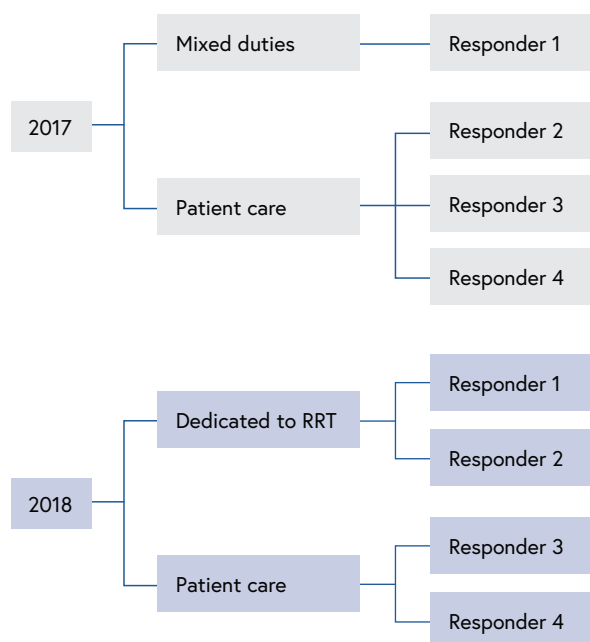 Mixed duties
Responder 1
2017
Responder 2
Patient care
Responder 3
Responder 4
Dedicated to RRT
Responder 1
Responder 2
2018
Patient care
Responder 3
Responder 4